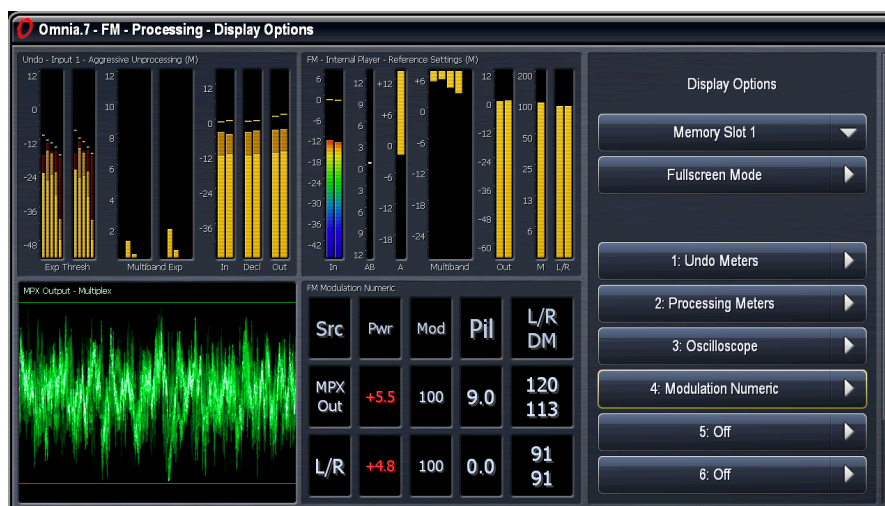 Omnia.7 - FM - Processing - Display Options
Undo - Input 1 - Aggressive Unprocessing (M)
12
0
-12
-24
-36
-48
Exp Thresh
12
10
8
6
4
2
Multiband Exp
12
0
-12
-24
-36
In Decl Out
FM - Internal Player - Reference Settings (M)
6
0
-6
-12
-18
-24
-30
-36
-42
In
12
9
6
3
0
3
6
9
12
AB
+12
+6
0
-6
-12
-18
A
+6
0
-6
-12
-18
-24
Multiband
12
0
-12
-24
-36
-48
-60
Out
200
100
50
25
13
6
M L/R
MPX Output - Multiplex
FM Modulation Numeric
Src Pwr Mod Pil L/R DM
MPX Out +5.5 100 9.0 120 113
L/R +4.8 100 0.0 91 91
Display Options
Memory Slot 1
Fullscreen Mode
1: Undo Meters
2: Processing Meters
3: Oscilloscope
4: Modulation Numeric
5: Off
6: Off